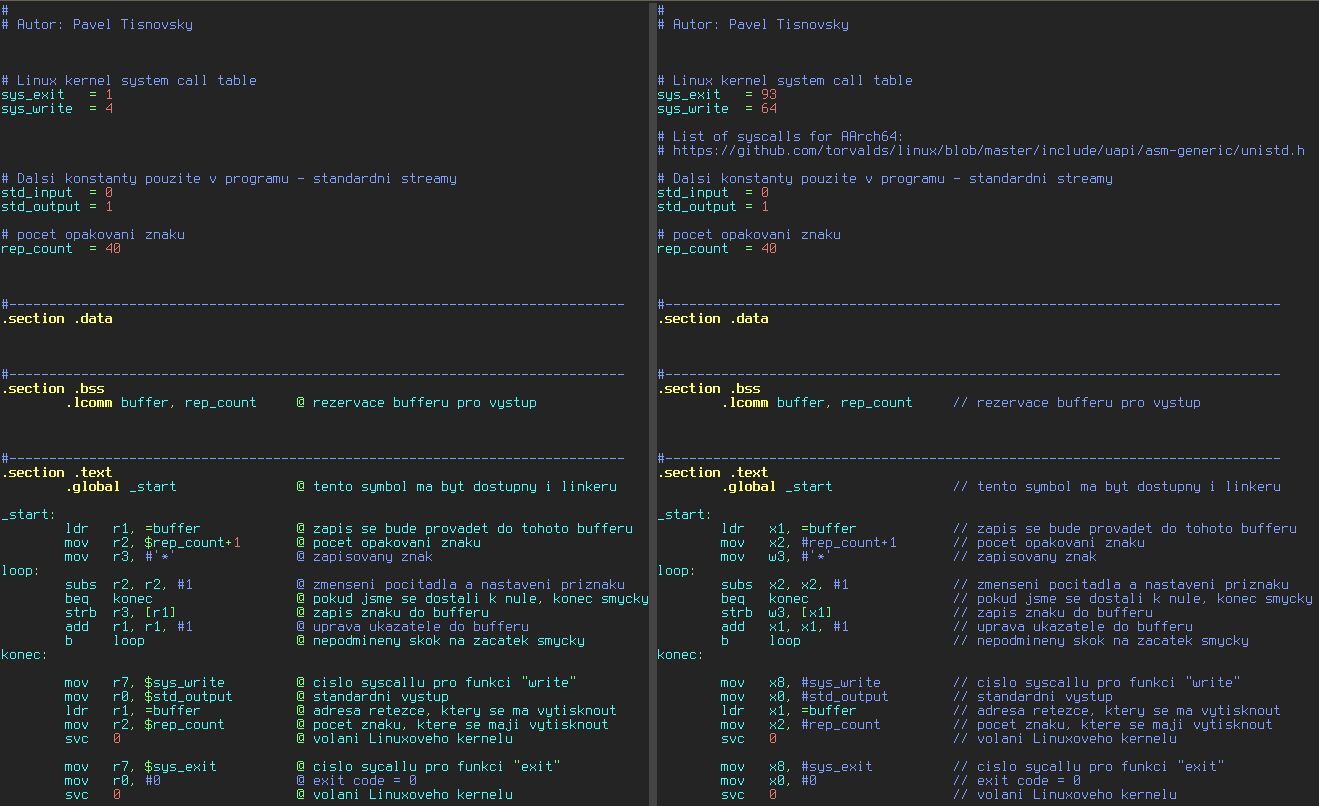 #
# Autor: Pavel Tisnovsky
# Linux kernel system call table
sys_exit   = 1
sys_write  = 4
# Dalsi konstanty pouzite v programu - standardni streamy
std_input  = 0
std_output = 1
# pocet opakovani znaku
rep_count  = 40
#-----------------------------------------------------------------------------
.section .data
#-----------------------------------------------------------------------------
.section .bss
        .lcomm buffer, rep_count     @ rezervace bufferu pro vystup
#-----------------------------------------------------------------------------
.section .text
        .global _start               @ tento symbol ma byt dostupny i linkeru
_start:
        ldr   r1, =buffer            @ zapis se bude provadet do tohoto bufferu
        mov   r2, $rep_count+1       @ pocet opakovani znaku
        mov   r3, #'*'               @ zapisovany znak
loop:
        subs  r2, r2, #1             @ zmenseni pocitadla a nastaveni priznaku
        beq   konec                  @ pokud jsme se dostali k nule, konec smycky
        strb  r3, [r1]               @ zapis znaku do bufferu
        add   r1, r1, #1             @ uprava ukazatele do bufferu
        b     loop                   @ nepodmineny skok na zacatek smycky
konec:
        mov   r7, $sys_write         @ cislo syscallu pro funkci "write"
        mov   r0, $std_output        @ standardni vystup
        ldr   r1, =buffer            @ adresa retezce, ktery se ma vytisknout
        mov   r2, $rep_count         @ pocet znaku, ktere se maji vytisknout
        svc   0                      @ volani Linuxoveho kernelu
        mov   r7, $sys_exit          @ cislo sycallu pro funkci "exit"
        mov   r0, #0                 @ exit code = 0
        svc   0                      @ volani Linuxoveho kernelu
#
# Autor: Pavel Tisnovsky
# Linux kernel system call table
sys_exit   = 93
sys_write  = 64
# List of syscalls for AArch64:
# https://github.com/torvalds/linux/blob/master/include/uapi/asm-generic/unistd.h
# Dalsi konstanty pouzite v programu - standardni streamy
std_input  = 0
std_output = 1
# pocet opakovani znaku
rep_count  = 40
#-----------------------------------------------------------------------------
.section .data
#-----------------------------------------------------------------------------
.section .bss
        .lcomm buffer, rep_count     // rezervace bufferu pro vystup
#-----------------------------------------------------------------------------
.section .text
        .global _start               // tento symbol ma byt dostupny i linkeru
_start:
        ldr   x1, =buffer            // zapis se bude provadet do tohoto bufferu
        mov   x2, #rep_count+1       // pocet opakovani znaku
        mov   w3, #'*'               // zapisovany znak
loop:
        subs  x2, x2, #1             // zmenseni pocitadla a nastaveni priznaku
        beq   konec                  // pokud jsme se dostali k nule, konec smycky
        strb  w3, [x1]               // zapis znaku do bufferu
        add   x1, x1, #1             // uprava ukazatele do bufferu
        b     loop                   // nepodmineny skok na zacatek smycky
konec:
        mov   x8, #sys_write         // cislo syscallu pro funkci "write"
        mov   x0, #std_output        // standardni vystup
        ldr   x1, =buffer            // adresa retezce, ktery se ma vytisknout
        mov   x2, #rep_count         // pocet znaku, ktere se maji vytisknout
        svc   0                      // volani Linuxoveho kernelu
        mov   x8, #sys_exit          // cislo sycallu pro funkci "exit"
        mov   x0, #0                 // exit code = 0
        svc   0                      // volani Linuxoveho kernelu